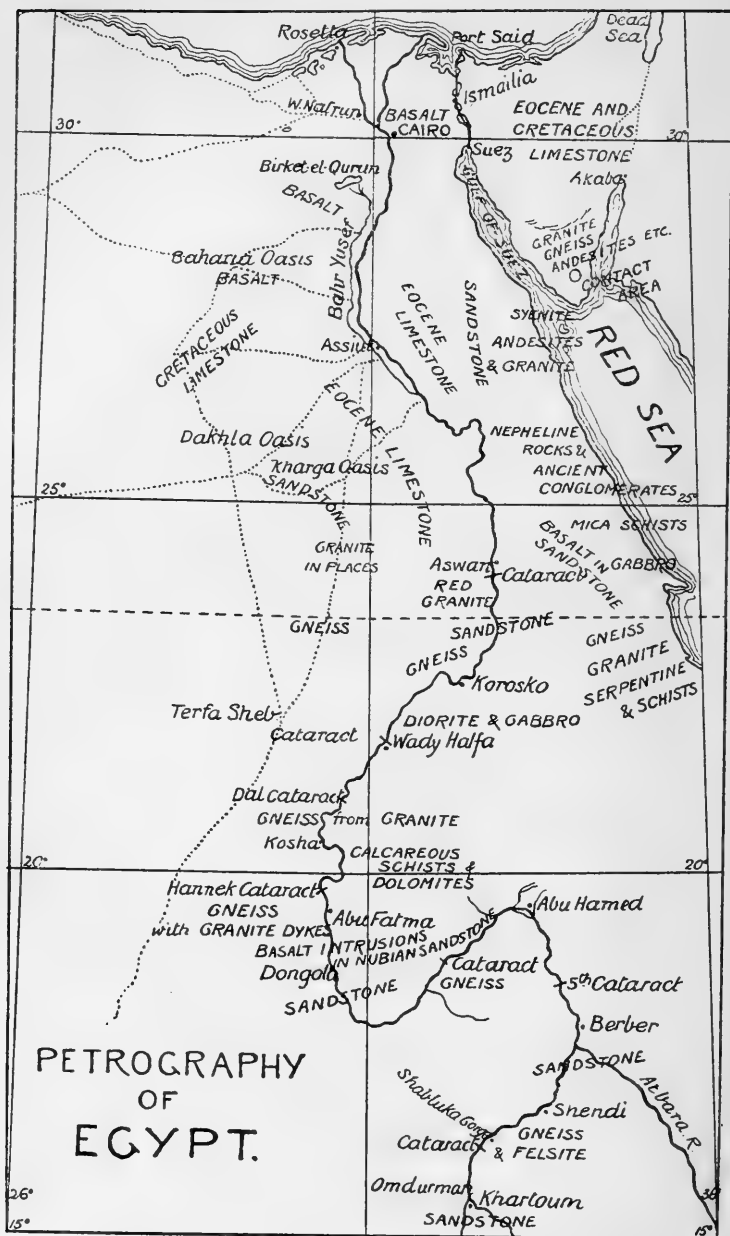 Rosetta
Port Said
Dead
Sea
Ismailia
W. Natrun
BASALT
CAIRO
EOCENE AND
CRETACEOUS
LIMESTONE
30°
30°
Suez
Akaba
Birket-el-Qurun
BASALT
GULF OF SUEZ
GRANITE
GNEISS
ANDESITES ETC.
CONTACT
AREA
Baharia Oasis
BASALT
Bahr Yusef
EOCENE
LIMESTONE
SANDSTONE
SYENITE
ANDESITES
& GRANITE
RED SEA
CRETACEOUS
LIMESTONE
Assiut
EOCENE LIMESTONE
Dakhla Oasis
Kharga Oasis
SANDSTONE
NEPHELINE
ROCKS &
ANCIENT
CONGLOMERATES
25°
25°
MICA SCHISTS
GRANITE
IN PLACES
BASALT IN
SANDSTONE
GABBRO
Aswan
RED
GRANITE
Cataract
GNEISS
SANDSTONE
GNEISS
GNEISS
GRANITE
SERPENTINE
& SCHISTS
Korosko
Terfa Sheb
DIORITE & GABBRO
Cataract
Wady Halfa
Dal Catarack
GNEISS from GRANITE
Kosha
CALCAREOUS
SCHISTS &
DOLOMITES
20°
20°
Hannek Cataract
GNEISS
with GRANITE DYKES
Abu Fatma
BASALT INTRUSIONS
IN NUBIAN SANDSTONE
Abu Hamed
Dongola
SANDSTONE
Cataract
GNEISS
5th Cataract
Berber
SANDSTONE
Atbara R.
PETROGRAPHY
OF
EGYPT.
Shabluka Gorge
Shendi
Cataract
GNEISS
& FELSITE
Omdurman
Khartoum
SANDSTONE
26°
15°
36
15°